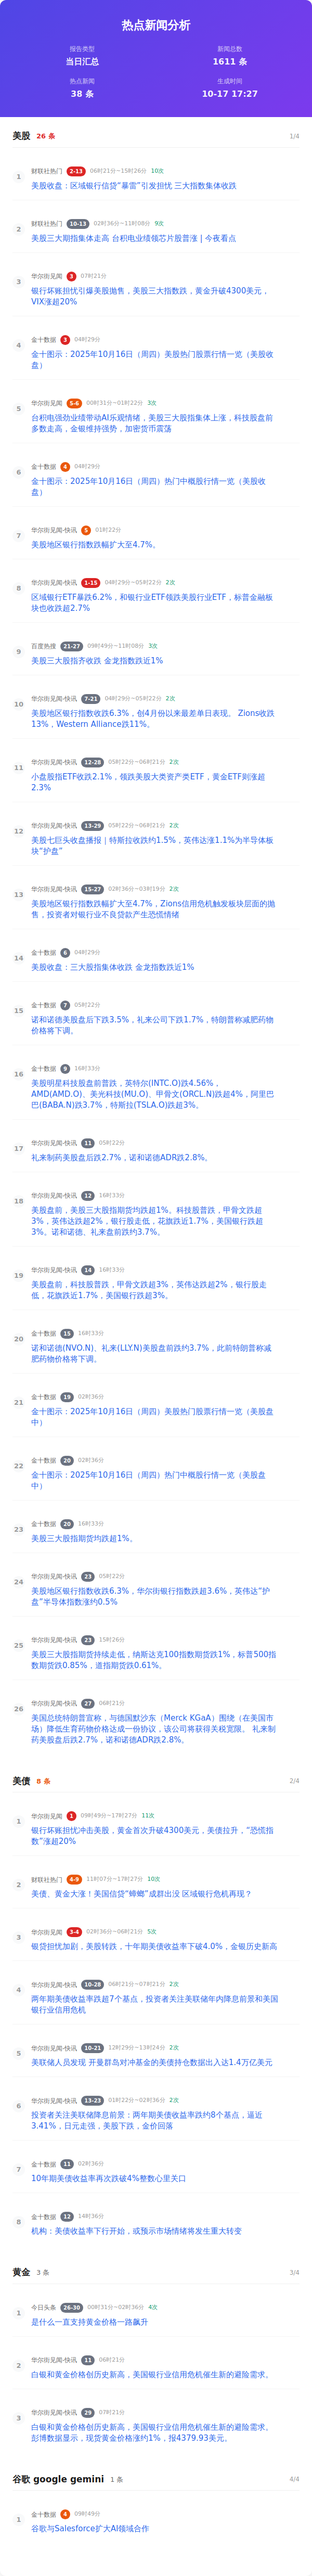 热点新闻分析
报告类型
当日汇总
新闻总数
1611 条
热点新闻
38 条
生成时间
10-17 17:27
美股 26 条 1/4
1
财联社热门 2-13 06时21分~15时26分 10次
美股收盘：区域银行贷“暴雷”引发担忧 三大指数集体收跌
2
财联社热门 10-13 02时36分~11时08分 9次
美股三大期指集体走高 台积电业绩领芯片股普涨 | 今夜看点
3
华尔街见闻 3 07时21分
银行坏账担忧引爆美股抛售，美股三大指数跌，黄金升破4300美元，
VIX涨超20%
4
金十数据 3 04时29分
金十图示：2025年10月16日（周四）美股热门股票行情一览（美股收
盘）
5
华尔街见闻 5-6 00时31分~01时22分 3次
台积电强劲业绩带动AI乐观情绪，美股三大股指集体上涨，科技股盘前
多数走高，金银维持强势，加密货币震荡
6
金十数据 4 04时29分
金十图示：2025年10月16日（周四）热门中概股行情一览（美股收
盘）
7
华尔街见闻-快讯 5 01时22分
美股地区银行指数跌幅扩大至4.7%。
8
华尔街见闻-快讯 1-15 04时29分~05时22分 2次
区域银行ETF暴跌6.2%，和银行业ETF领跌美股行业ETF，标普金融板
块也收跌超2.7%
9
百度热搜 21-27 09时49分~11时08分 3次
美股三大股指齐收跌 金龙指数跌近1%
10
华尔街见闻-快讯 7-21 04时29分~05时22分 2次
美股地区银行指数收跌6.3%，创4月份以来最差单日表现。 Zions收跌
13%，Western Alliance跌11%。
11
华尔街见闻-快讯 12-28 05时22分~06时21分 2次
小盘股指ETF收跌2.1%，领跌美股大类资产类ETF，黄金ETF则涨超
2.3%
12
华尔街见闻-快讯 13-29 05时22分~06时21分 2次
美股七巨头收盘播报｜特斯拉收跌约1.5%，英伟达涨1.1%为半导体板
块“护盘”
13
华尔街见闻-快讯 15-27 02时36分~03时19分 2次
美股地区银行指数跌幅扩大至4.7%，Zions信用危机触发板块层面的抛
售，投资者对银行业不良贷款产生恐慌情绪
14
金十数据 6 04时29分
美股收盘：三大股指集体收跌 金龙指数跌近1%
15
金十数据 7 05时22分
诺和诺德美股盘后下跌3.5%，礼来公司下跌1.7%，特朗普称减肥药物
价格将下调。
16
金十数据 9 16时33分
美股明星科技股盘前普跌，英特尔(INTC.O)跌4.56%，
AMD(AMD.O)、美光科技(MU.O)、甲骨文(ORCL.N)跌超4%，阿里巴
巴(BABA.N)跌3.7%，特斯拉(TSLA.O)跌超3%。
17
华尔街见闻-快讯 11 05时22分
礼来制药美股盘后跌2.7%，诺和诺德ADR跌2.8%。
18
华尔街见闻-快讯 12 16时33分
美股盘前，美股三大股指期货均跌超1%。科技股普跌，甲骨文跌超
3%，英伟达跌超2%，银行股走低，花旗跌近1.7%，美国银行跌超
3%。诺和诺德、礼来盘前跌约3.7%。
19
华尔街见闻-快讯 14 16时33分
美股盘前，科技股普跌，甲骨文跌超3%，英伟达跌超2%，银行股走
低，花旗跌近1.7%，美国银行跌超3%。
20
金十数据 15 16时33分
诺和诺德(NVO.N)、礼来(LLY.N)美股盘前跌约3.7%，此前特朗普称减
肥药物价格将下调。
21
金十数据 19 02时36分
金十图示：2025年10月16日（周四）美股热门股票行情一览（美股盘
中）
22
金十数据 20 02时36分
金十图示：2025年10月16日（周四）热门中概股行情一览（美股盘
中）
23
金十数据 20 16时33分
美股三大股指期货均跌超1%。
24
华尔街见闻-快讯 23 05时22分
美股地区银行指数收跌6.3%，华尔街银行指数跌超3.6%，英伟达“护
盘”半导体指数涨约0.5%
25
华尔街见闻-快讯 23 15时26分
美股三大股指期货持续走低，纳斯达克100指数期货跌1%，标普500指
数期货跌0.85%，道指期货跌0.61%。
26
华尔街见闻-快讯 27 06时21分
美国总统特朗普宣称，与德国默沙东（Merck KGaA）围绕（在美国市
场）降低生育药物价格达成一份协议，该公司将获得关税宽限。 礼来制
药美股盘后跌2.7%，诺和诺德ADR跌2.8%。
美债 8 条 2/4
1
华尔街见闻 1 09时49分~17时27分 11次
银行坏账担忧冲击美股，黄金首次升破4300美元，美债拉升，“恐慌指
数”涨超20%
2
财联社热门 4-9 11时07分~17时27分 10次
美债、黄金大涨！美国信贷“蟑螂”成群出没 区域银行危机再现？
3
华尔街见闻 3-4 02时36分~06时21分 5次
银贷担忧加剧，美股转跌，十年期美债收益率下破4.0%，金银历史新高
4
华尔街见闻-快讯 10-28 06时21分~07时21分 2次
两年期美债收益率跌超7个基点，投资者关注美联储年内降息前景和美国
银行业信用危机
5
华尔街见闻-快讯 10-21 12时29分~13时24分 2次
美联储人员发现 开曼群岛对冲基金的美债持仓数据出入达1.4万亿美元
6
华尔街见闻-快讯 13-23 01时22分~02时36分 2次
投资者关注美联储降息前景：两年期美债收益率跌约8个基点，逼近
3.41%，日元走强，美股下跌，金价回落
7
金十数据 11 02时36分
10年期美债收益率再次跌破4%整数心里关口
8
金十数据 12 14时36分
机构：美债收益率下行开始，或预示市场情绪将发生重大转变
黄金 3 条 3/4
1
今日头条 26-30 00时31分~02时36分 4次
是什么一直支持黄金价格一路飙升
2
华尔街见闻-快讯 11 06时21分
白银和黄金价格创历史新高，美国银行业信用危机催生新的避险需求。
3
华尔街见闻-快讯 29 07时21分
白银和黄金价格创历史新高，美国银行业信用危机催生新的避险需求。
彭博数据显示，现货黄金涨约1%，报4379.93美元。
谷歌 google gemini 1 条 4/4
1
金十数据 4 09时49分
谷歌与Salesforce扩大AI领域合作